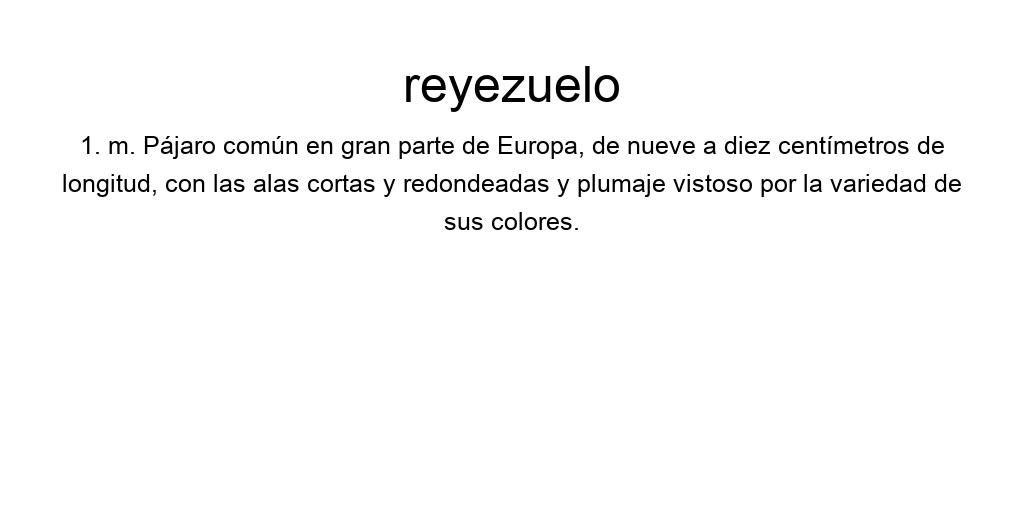 reyezuelo
1. m. Pájaro común en gran parte de Europa, de nueve a diez centímetros de
longitud, con las alas cortas y redondeadas y plumaje vistoso por la variedad de
sus colores.